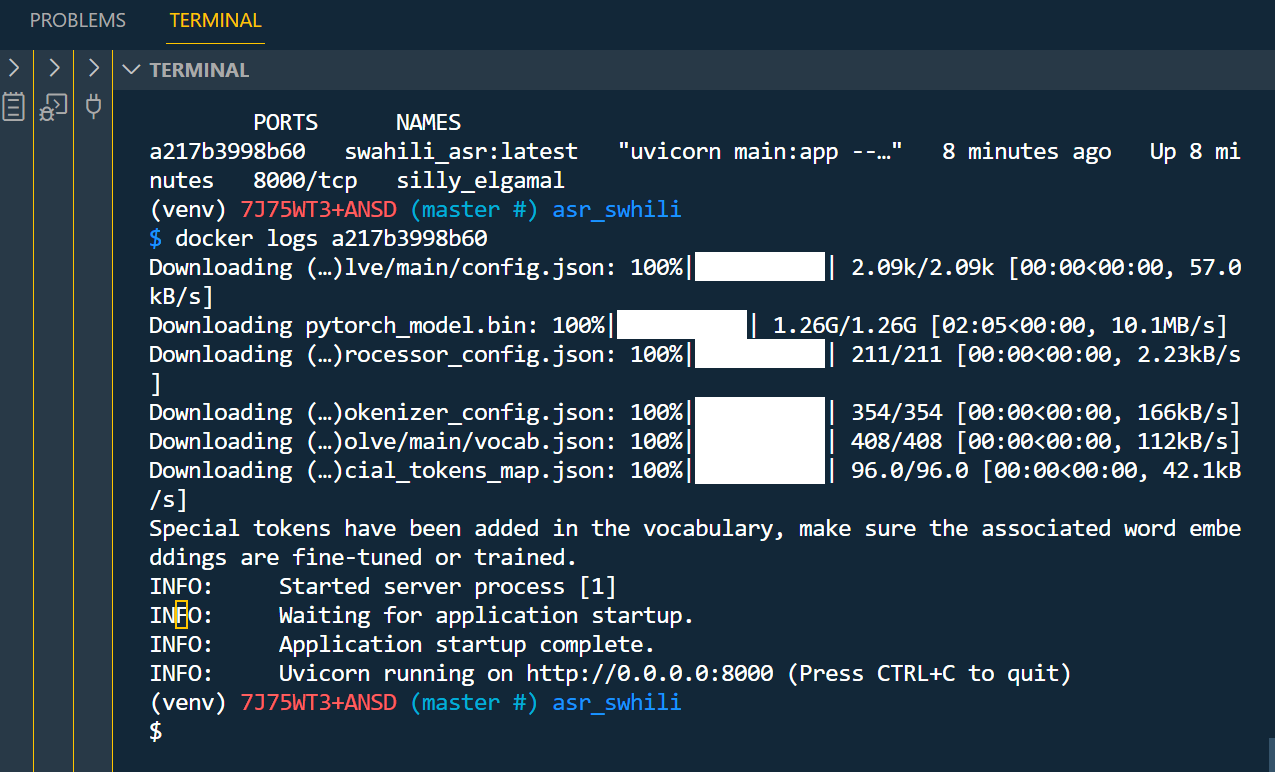 PROBLEMS TERMINAL
TERMINAL
PORTS NAMES
a217b3998b60 swahili_asr:latest "uvicorn main:app --…" 8 minutes ago Up 8 mi
nutes 8000/tcp silly_elgamal
(venv) 7J75WT3+ANSD (master #) asr_swhili
$ docker logs a217b3998b60
Downloading (…)lve/main/config.json: 100%|██████████| 2.09k/2.09k [00:00<00:00, 57.0
kB/s]
Downloading pytorch_model.bin: 100%|██████████| 1.26G/1.26G [02:05<00:00, 10.1MB/s]
Downloading (…)rocessor_config.json: 100%|██████████| 211/211 [00:00<00:00, 2.23kB/s
]
Downloading (…)okenizer_config.json: 100%|██████████| 354/354 [00:00<00:00, 166kB/s]
Downloading (…)olve/main/vocab.json: 100%|██████████| 408/408 [00:00<00:00, 112kB/s]
Downloading (…)cial_tokens_map.json: 100%|██████████| 96.0/96.0 [00:00<00:00, 42.1kB
/s]
Special tokens have been added in the vocabulary, make sure the associated word embe
ddings are fine-tuned or trained.
INFO: Started server process [1]
INFO: Waiting for application startup.
INFO: Application startup complete.
INFO: Uvicorn running on http://0.0.0.0:8000 (Press CTRL+C to quit)
(venv) 7J75WT3+ANSD (master #) asr_swhili
$